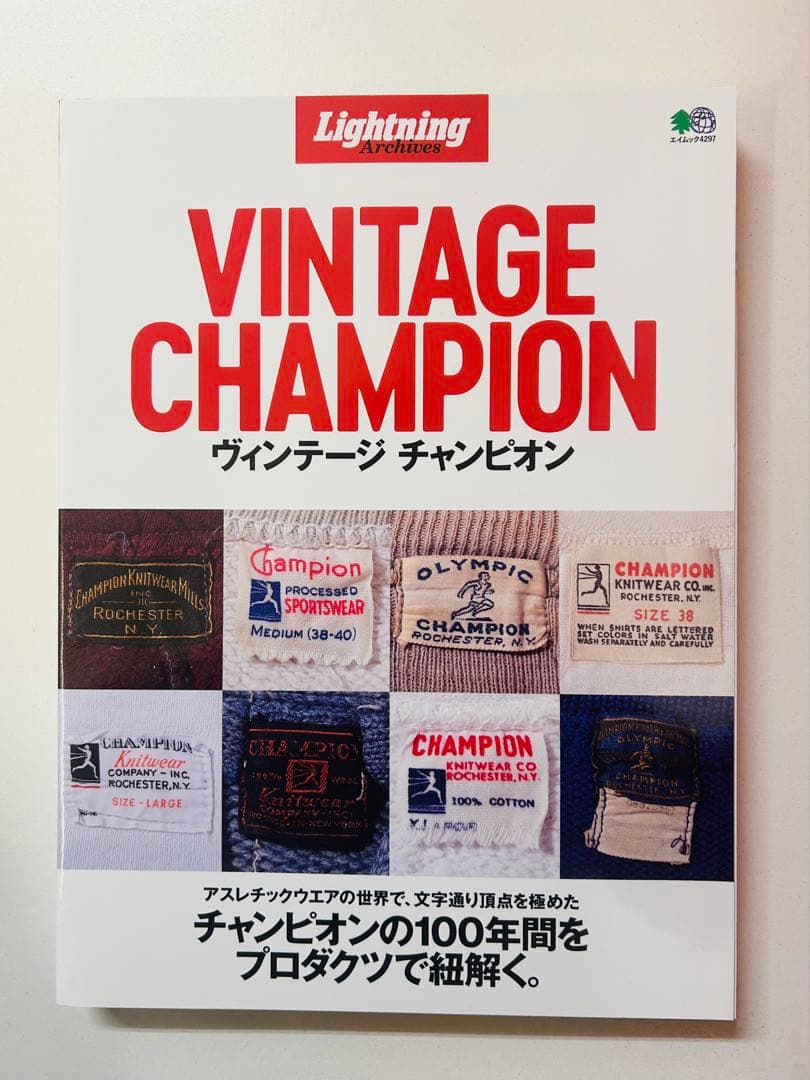 Lightning
Archives
エイムック4297
VINTAGE
CHAMPION
ヴィンテージ チャンピオン
CHAMPION KNITWEAR MILLS
INC
ROCHESTER
N.Y.
Champion
PROCESSED
SPORTSWEAR
MEDIUM (38-40)
OLYMPIC
CHAMPION
ROCHESTER, N.Y.
CHAMPION
KNITWEAR CO. INC.
ROCHESTER, N.Y.
SIZE 38
WHEN SHIRTS ARE LETTERED
SET COLORS IN SALT WATER
WASH SEPARATELY AND CAREFULLY
CHAMPION
Knitwear
COMPANY - INC.
ROCHESTER, N.Y.
SIZE - LARGE
CHAMPION
Knitwear
COMPANY - INC.
ROCHESTER-NEW YORK
CHAMPION
KNITWEAR CO
ROCHESTER, N.Y.
100% COTTON
CHAMPION KNITWEAR MILLS
OLYMPIC
CHAMPION
アスレチックウエアの世界で、文字通り頂点を極めた
チャンピオンの100年間を
プロダクツで紐解く。